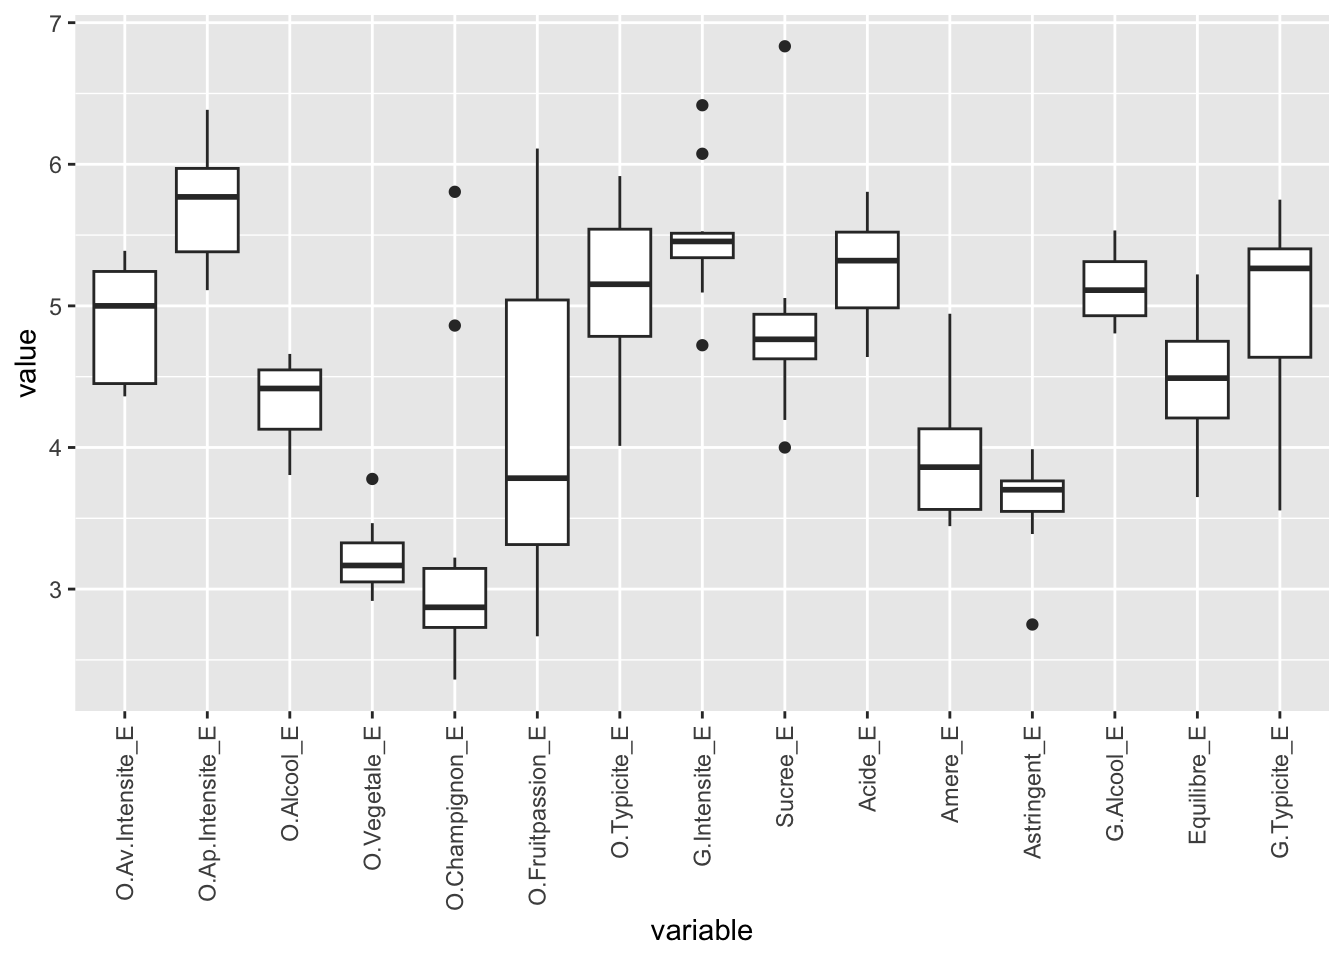 7
6
5
4
3
value
O.Av.Intensite_E
O.Ap.Intensite_E
O.Alcool_E
O.Vegetale_E
O.Champignon_E
O.Fruitpassion_E
O.Typicite_E
G.Intensite_E
Sucree_E
Acide_E
Amere_E
Astringent_E
G.Alcool_E
Equilibre_E
G.Typicite_E
variable